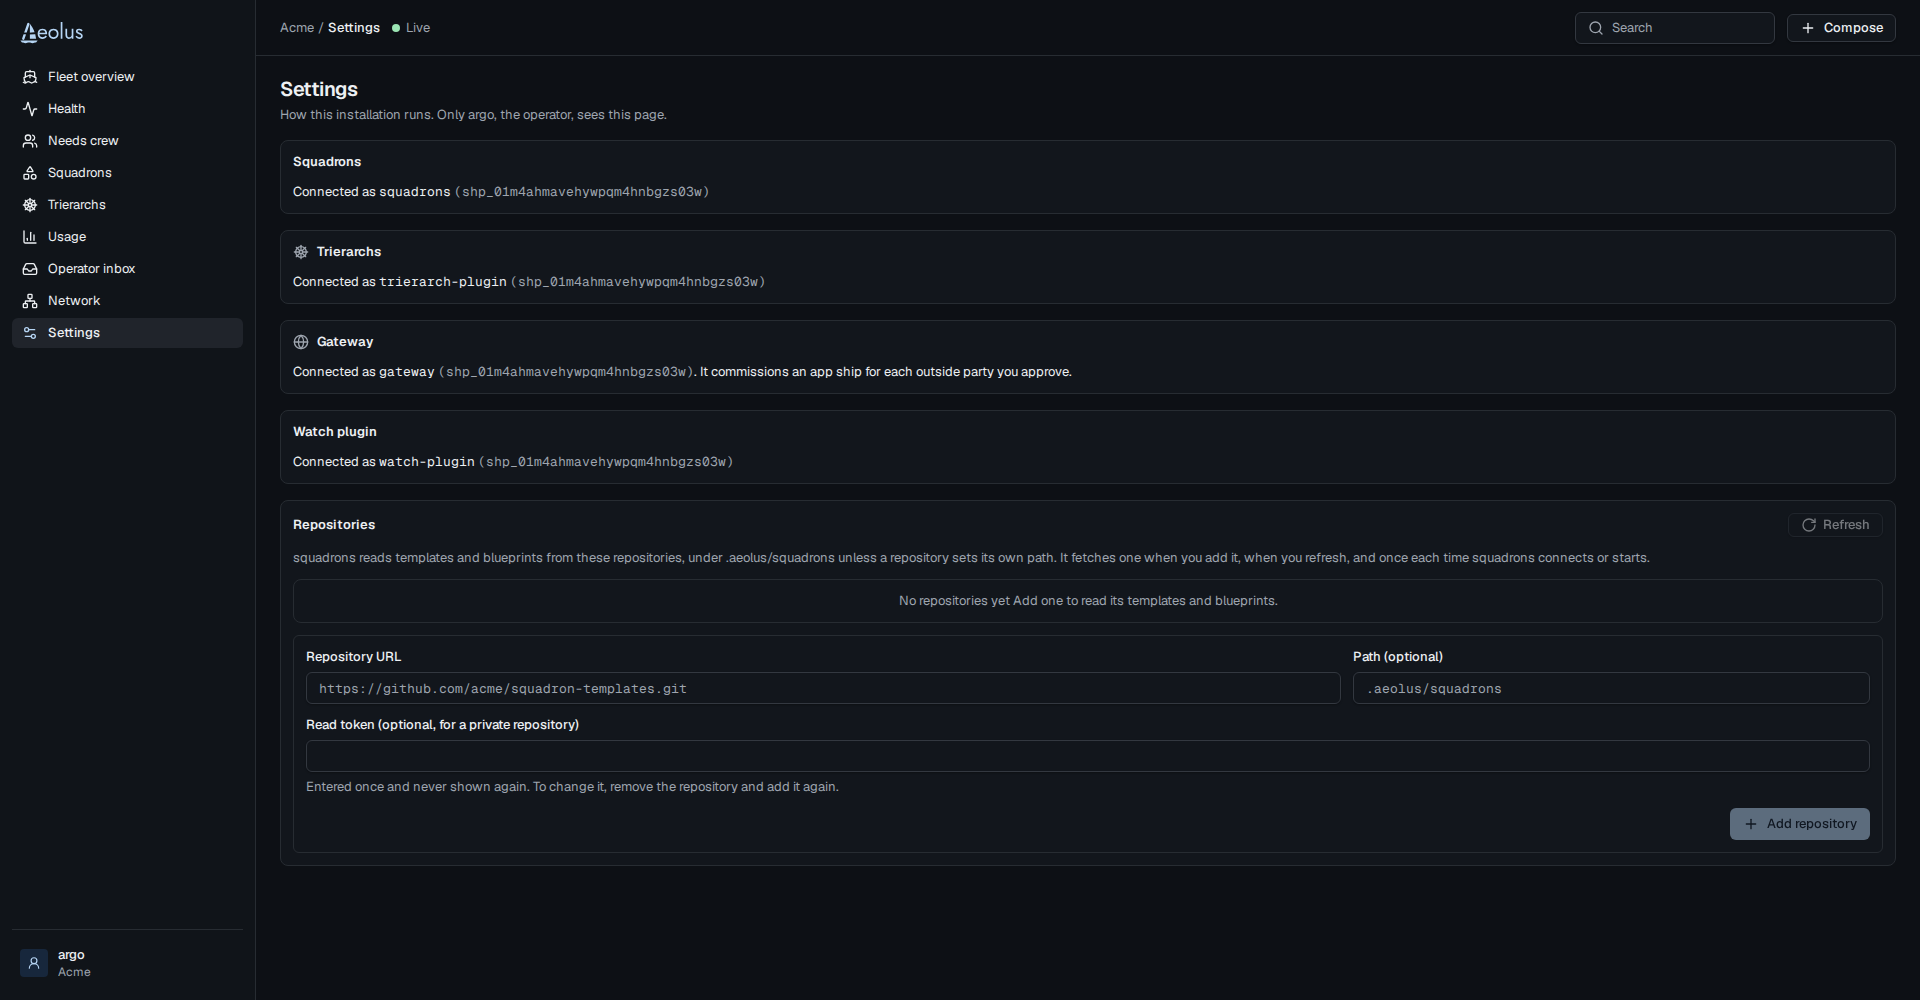 Aeolus
Fleet overview
Health
Needs crew
Squadrons
Trierarchs
Usage
Operator inbox
Network
Settings
argo
Acme
Acme / Settings Live
Search
Compose
Settings
How this installation runs. Only argo, the operator, sees this page.
Squadrons
Connected as squadrons (shp_01m4ahmavehywpqm4hnbgzs03w)
Trierarchs
Connected as trierarch-plugin (shp_01m4ahmavehywpqm4hnbgzs03w)
Gateway
Connected as gateway (shp_01m4ahmavehywpqm4hnbgzs03w). It commissions an app ship for each outside party you approve.
Watch plugin
Connected as watch-plugin (shp_01m4ahmavehywpqm4hnbgzs03w)
Repositories
Refresh
squadrons reads templates and blueprints from these repositories, under .aeolus/squadrons unless a repository sets its own path. It fetches one when you add it, when you refresh, and once each time squadrons connects or starts.
No repositories yet Add one to read its templates and blueprints.
Repository URL
https://github.com/acme/squadron-templates.git
Path (optional)
.aeolus/squadrons
Read token (optional, for a private repository)
Entered once and never shown again. To change it, remove the repository and add it again.
Add repository